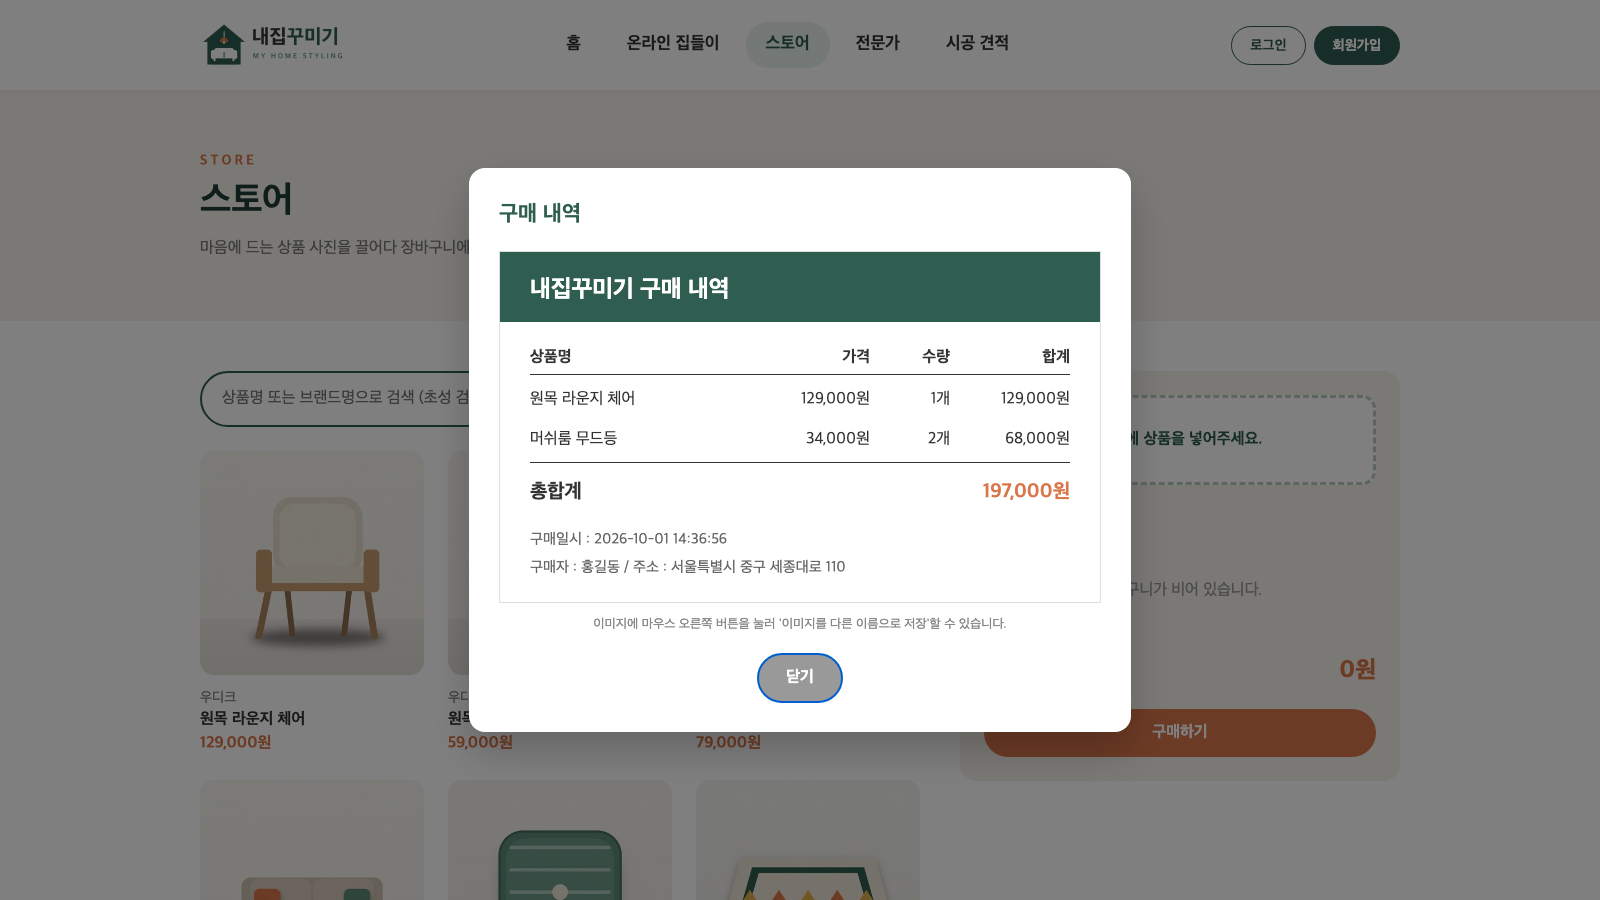 내집꾸미기
MY HOME STYLING
홈 온라인 집들이 스토어 전문가 시공 견적
로그인 회원가입
STORE
스토어
마음에 드는 상품 사진을 끌어다 장바구니에
구매 내역
내집꾸미기 구매 내역
상품명 가격 수량 합계
원목 라운지 체어 129,000원 1개 129,000원
머쉬룸 무드등 34,000원 2개 68,000원
총합계 197,000원
구매일시 : 2026-10-01 14:36:56
구매자 : 홍길동 / 주소 : 서울특별시 중구 세종대로 110
이미지에 마우스 오른쪽 버튼을 눌러 '이미지를 다른 이름으로 저장'할 수 있습니다.
닫기
상품명 또는 브랜드명으로 검색 (초성 검
상품을 넣어주세요.
비어 있습니다.
0원
구매하기
우디크
원목 라운지 체어
129,000원
59,000원
79,000원